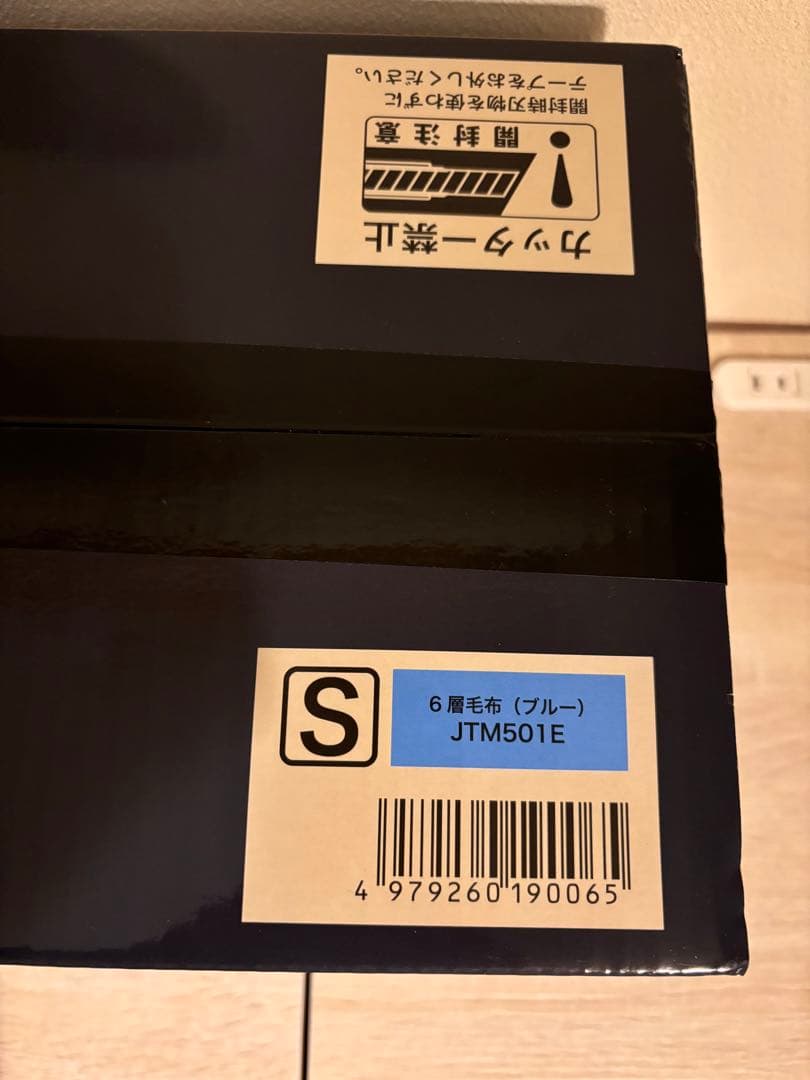 カッター禁止
開封注意
開封時刃物を使わずに
テープをお外しください。
S
6層毛布（ブルー）
JTM501E
4 979260 190065